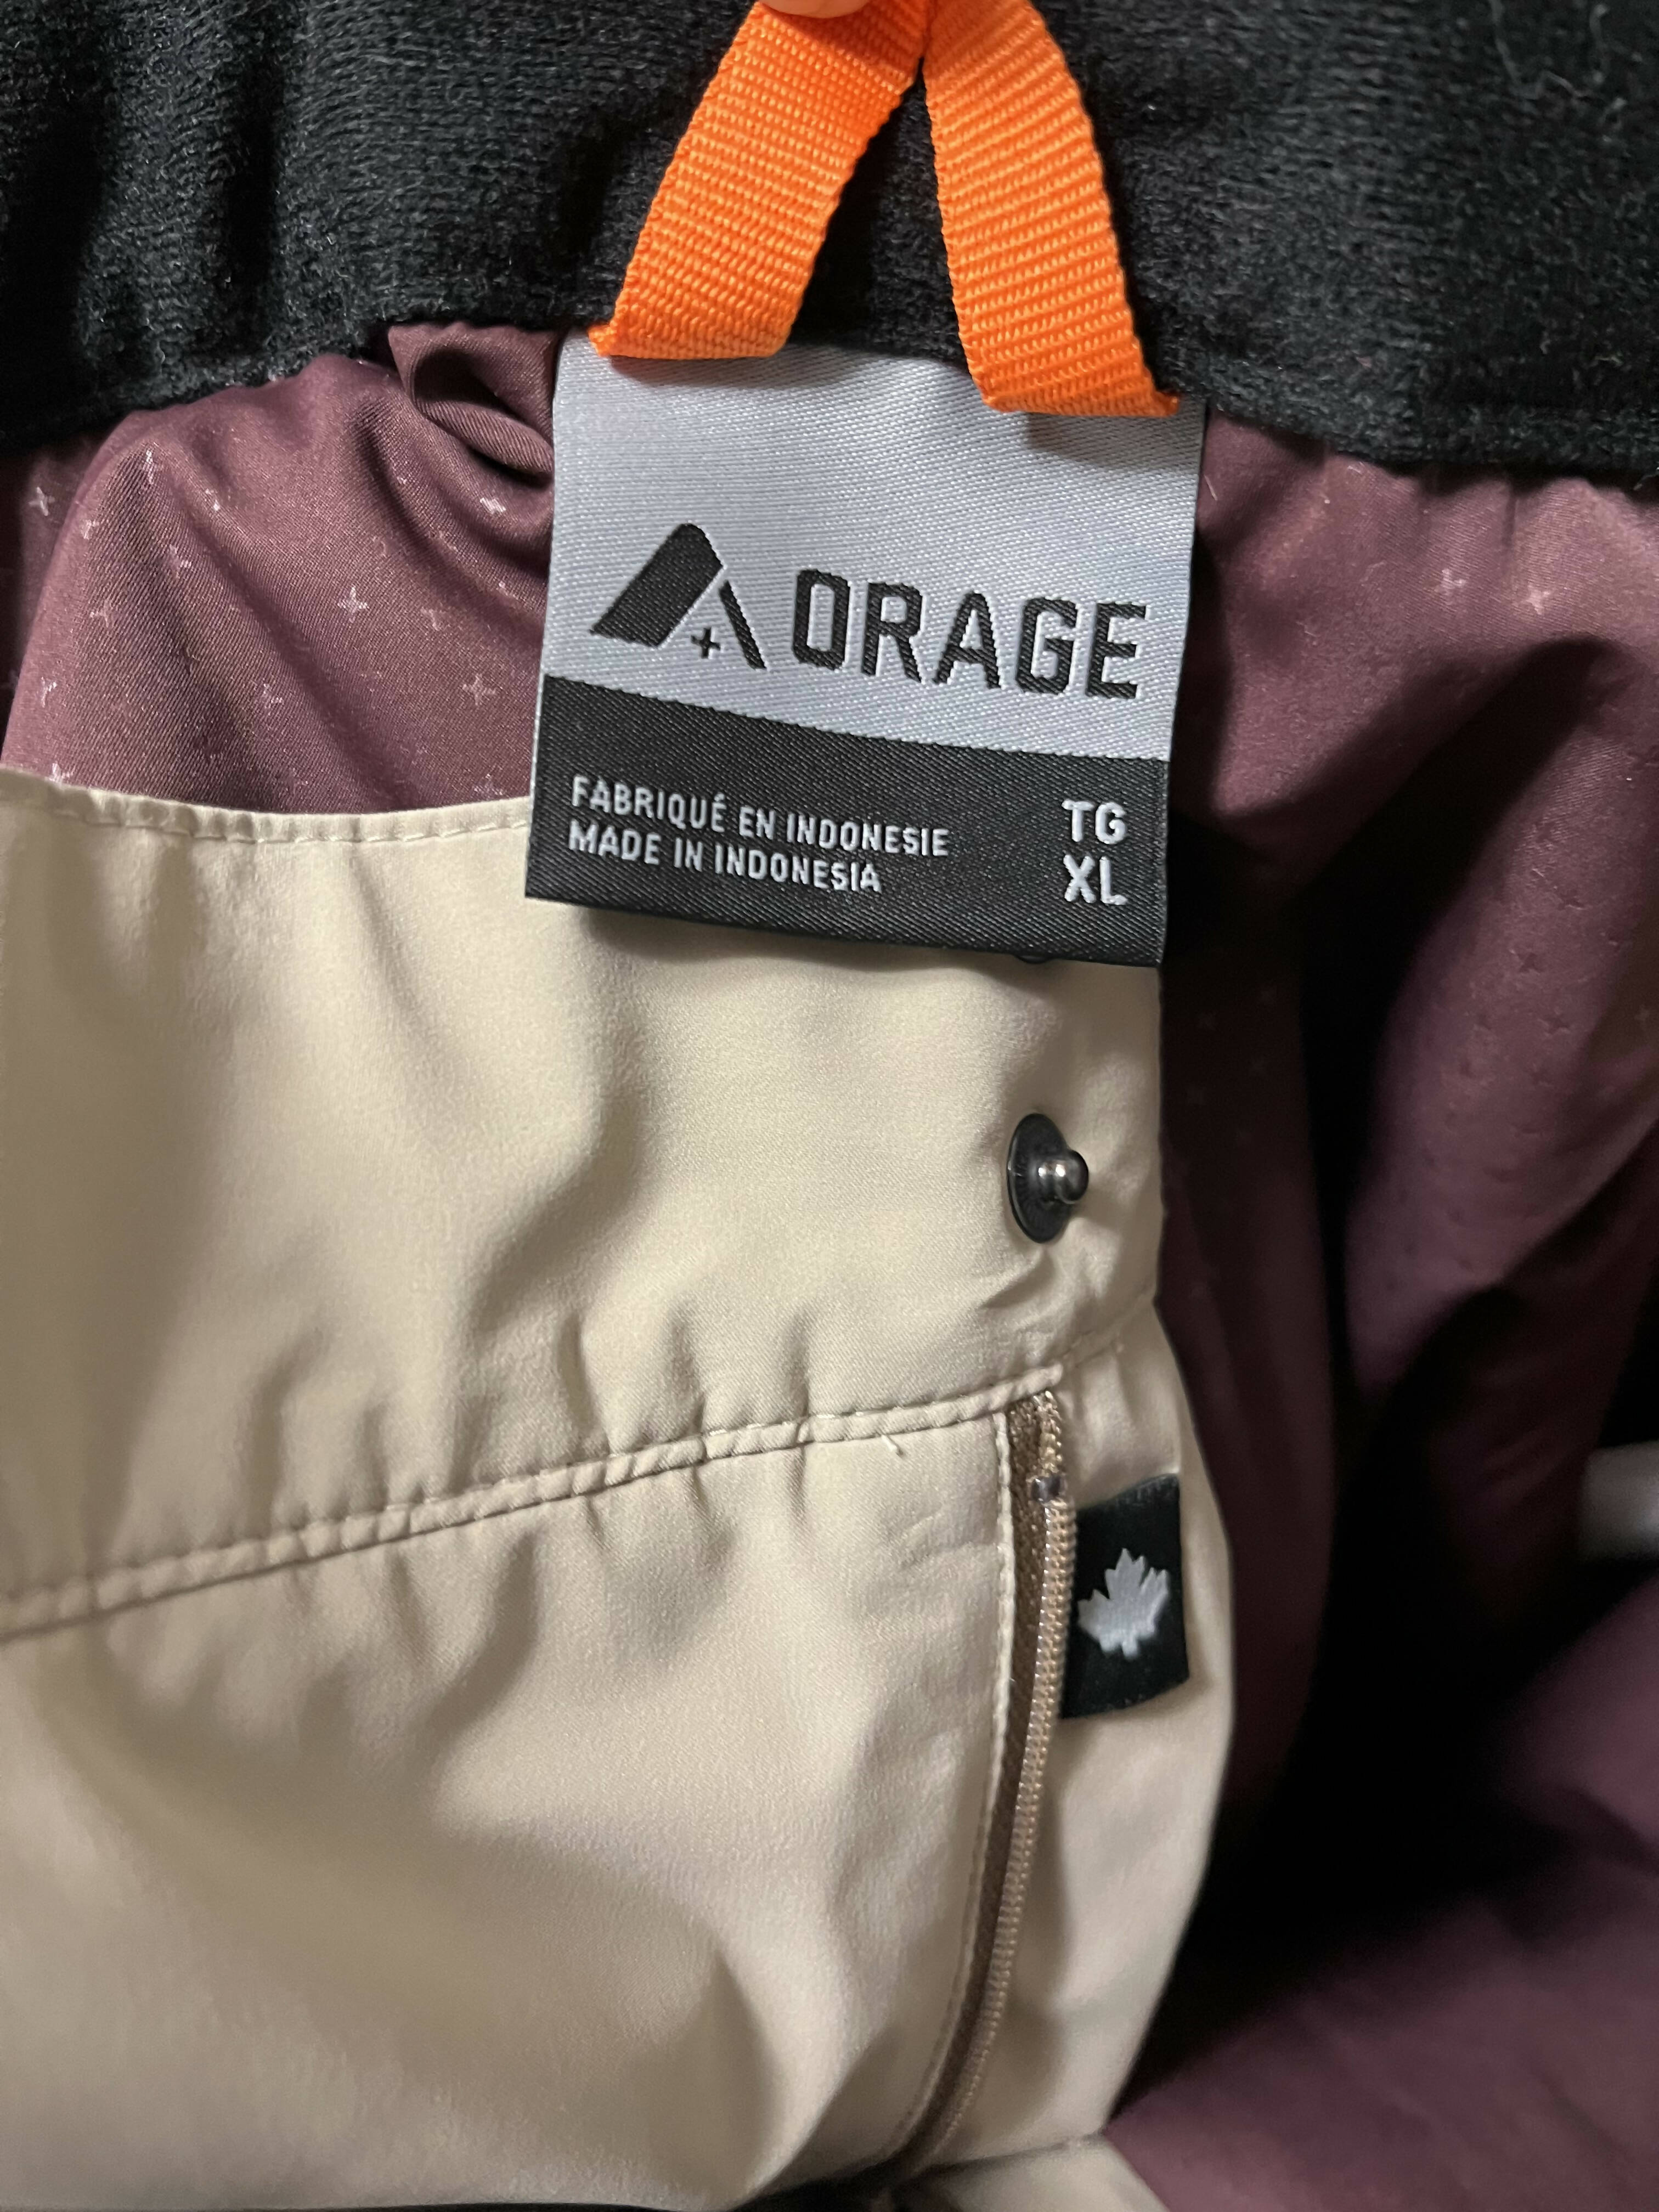 ORAGE
FABRIQUÉ EN INDONESIE
MADE IN INDONESIA
TG
XL